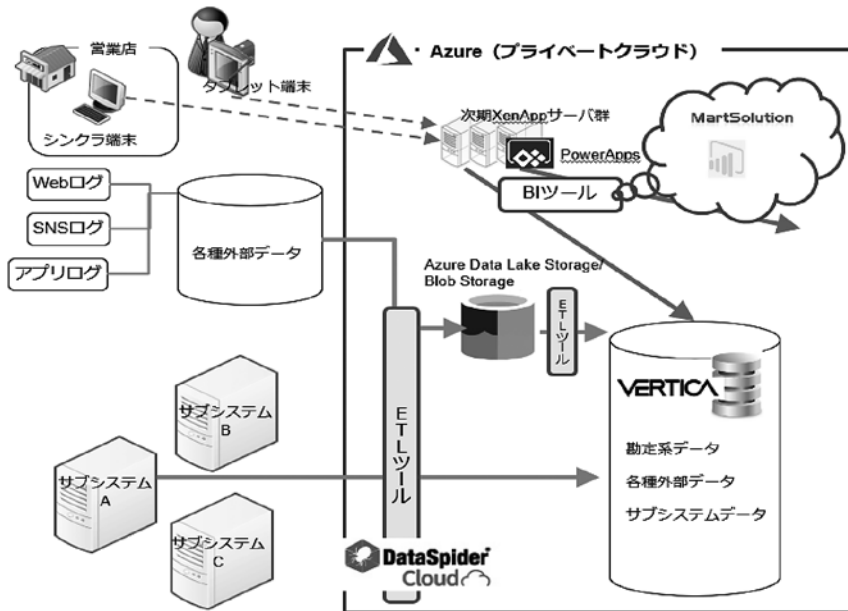 営業店
シンクラ端末
タブレット端末
Azure（プライベートクラウド）
次期XenAppサーバ群
PowerApps
BIツール
MartSolution
Webログ
SNSログ
アプリログ
各種外部データ
Azure Data Lake Storage/
Blob Storage
ETLツール
ETLツール
サブシステム
B
サブシステム
A
サブシステム
C
VERTICA
勘定系データ
各種外部データ
サブシステムデータ
DataSpider
Cloud